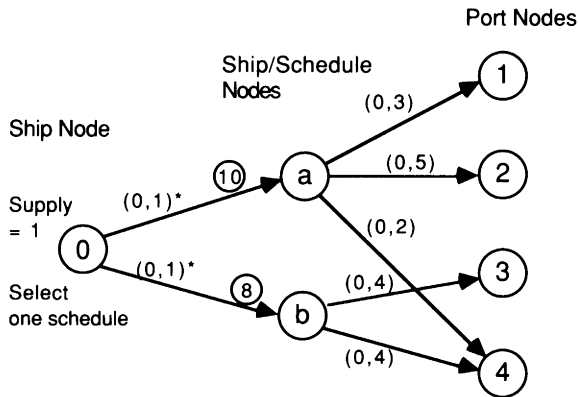 Port Nodes
Ship/Schedule
Nodes
1
(0,3)
Ship Node
10
a
(0,5)
2
(0,1)*
Supply
= 1
0
(0,2)
(0,1)*
8
(0,4)
3
Select
one schedule
b
(0,4)
4